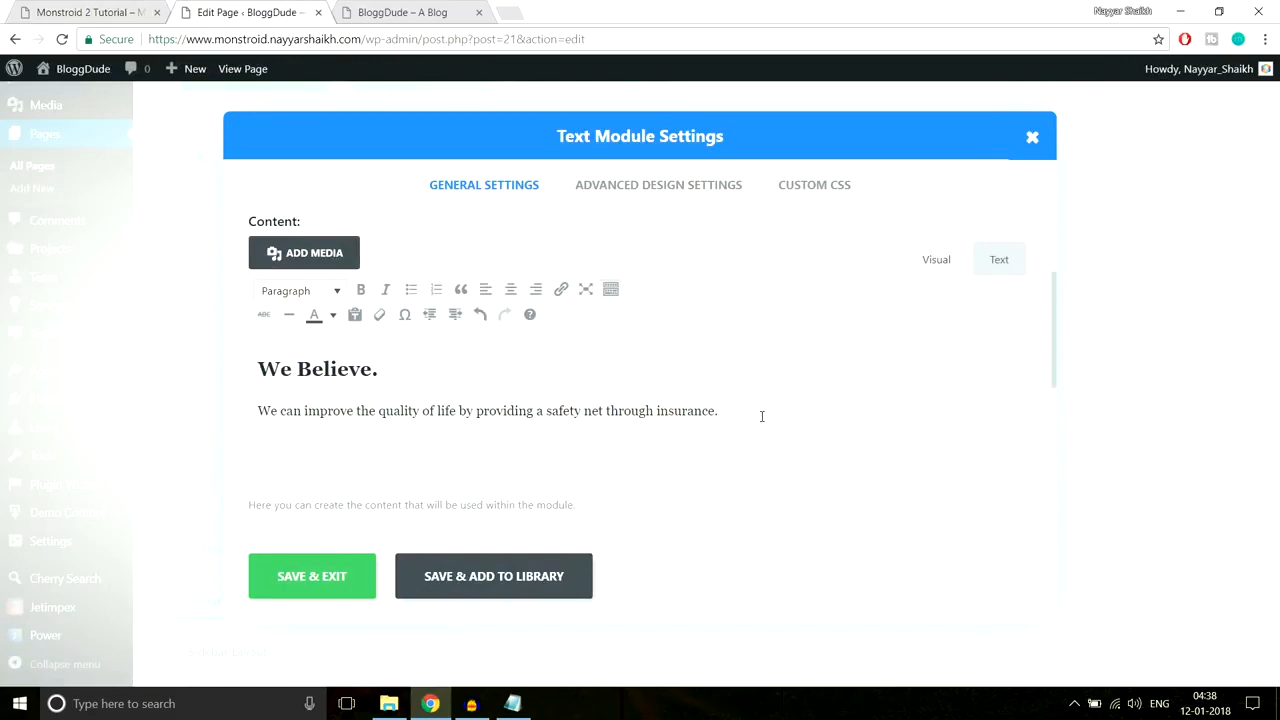 Monstroid 2 Tutorial – M
Edit Page ‹ BloggDude —
BloggDude – A Blog
Nayyar Shaikh
Secure
https://www.monstroid.nayyarshaikh.com/wp-admin/post.php?post=21&action=edit
BloggDude
0
New
View Page
Howdy, Nayyar_Shaikh
Media
Pages
All Pages
Add New
Comments
Projects
Settings
Cherry Search
Jetimpex
Power
Collapse menu
Text Module Settings
GENERAL SETTINGS
ADVANCED DESIGN SETTINGS
CUSTOM CSS
Content:
ADD MEDIA
Visual
Text
Paragraph
B
I
ABC
A
We Believe.
We can improve the quality of life by providing a safety net through insurance.
Here you can create the content that will be used within the module.
SAVE & EXIT
SAVE & ADD TO LIBRARY
Type here to search
ENG
04:38
12-01-2018